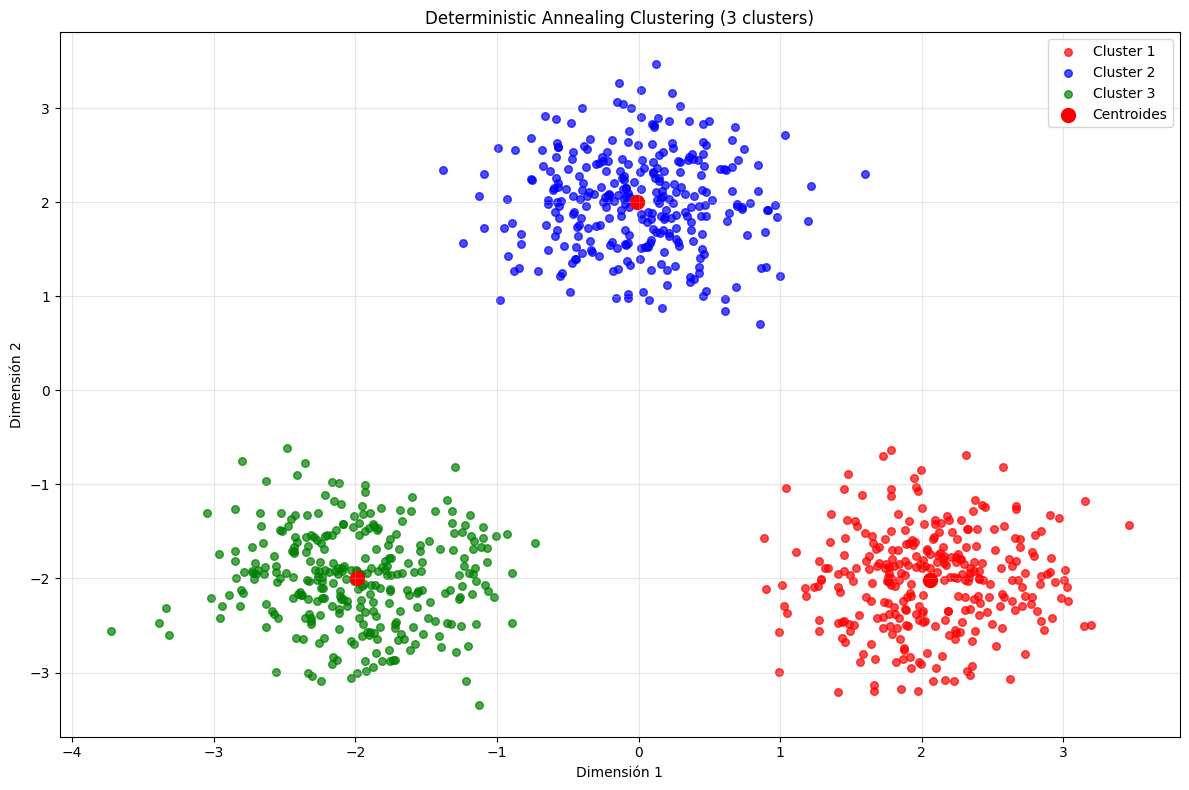 Deterministic Annealing Clustering (3 clusters)
Cluster 1
Cluster 2
Cluster 3
Centroides
3
2
1
0
−1
−2
−3
Dimensión 2
−4
−3
−2
−1
0
1
2
3
Dimensión 1